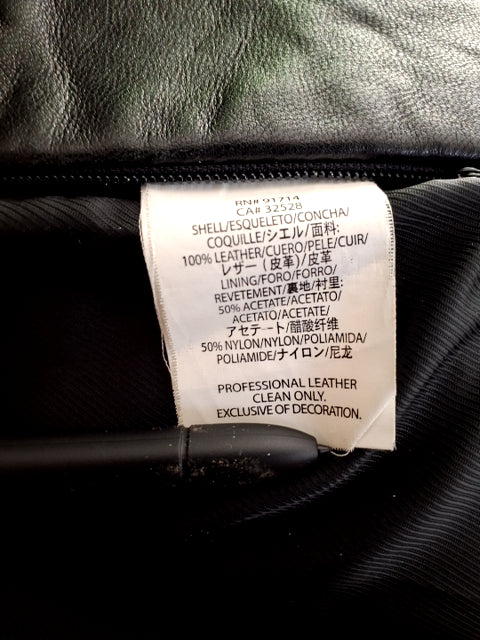 RN# 91714
CA# 32528
SHELL/ESQUELETO/CONCHA/
COQUILLE/シエル/面料:
100% LEATHER/CUERO/PELE/CUIR/
レザー (皮革)/皮革
LINING/FORO/FORRO/
REVETEMENT/裏地/衬里:
50% ACETATE/ACETATO/
ACETATO/ACETATE/
アセテート/醋酸纤维
50% NYLON/NYLON/POLIAMIDA/
POLIAMIDE/ナイロン/尼龙
PROFESSIONAL LEATHER
CLEAN ONLY.
EXCLUSIVE OF DECORATION.